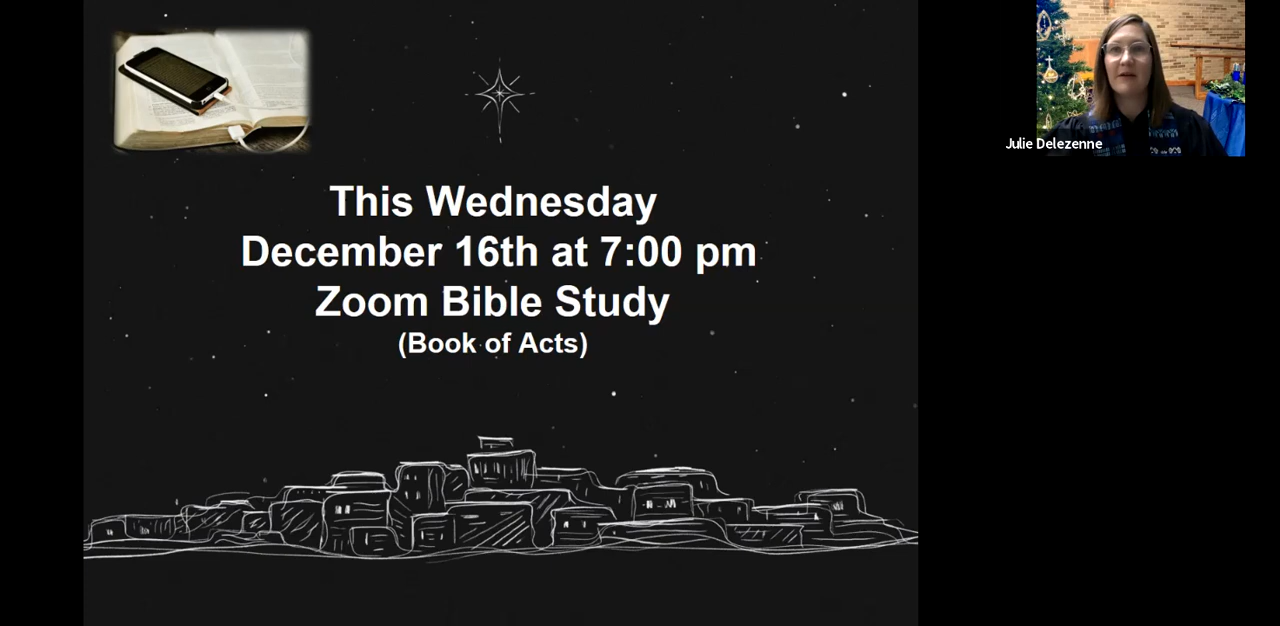 This Wednesday
December 16th at 7:00 pm
Zoom Bible Study
(Book of Acts)
Julie Delezenne